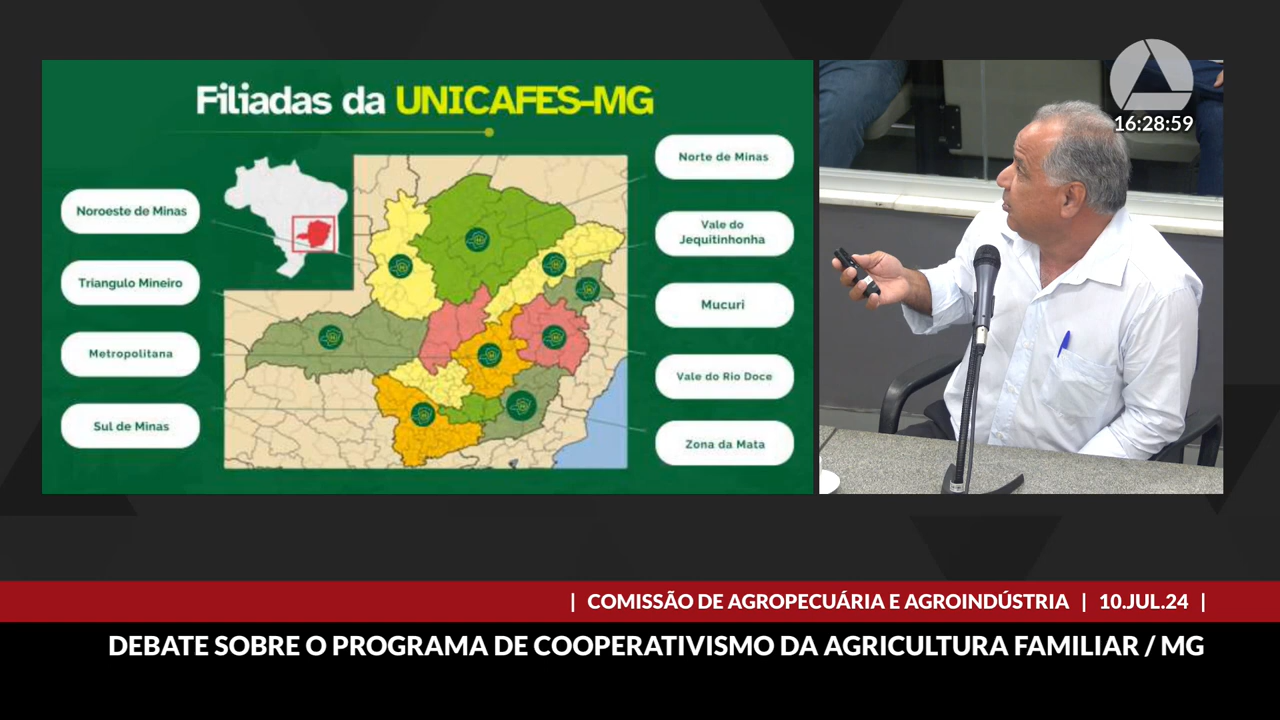 Filiadas da UNICAFES-MG
Noroeste de Minas
Triangulo Mineiro
Metropolitana
Sul de Minas
Norte de Minas
Vale do
Jequitinhonha
Mucuri
Vale do Rio Doce
Zona da Mata
16:28:59
| COMISSÃO DE AGROPECUÁRIA E AGROINDÚSTRIA | 10.JUL.24 |
DEBATE SOBRE O PROGRAMA DE COOPERATIVISMO DA AGRICULTURA FAMILIAR / MG